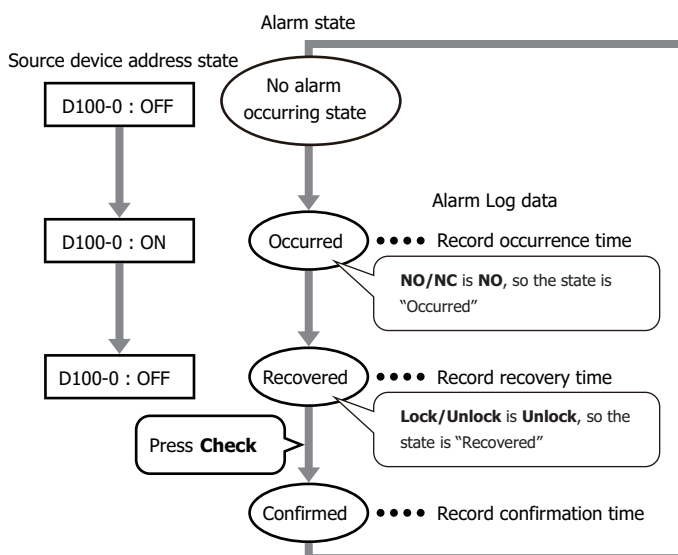 Alarm state
Source device address state
No alarm
occurring state
D100-0 : OFF
Alarm Log data
D100-0 : ON
Occurred
Record occurrence time
NO/NC is NO, so the state is
“Occurred”
D100-0 : OFF
Recovered
Record recovery time
Lock/Unlock is Unlock, so the
state is “Recovered”
Press Check
Confirmed
Record confirmation time